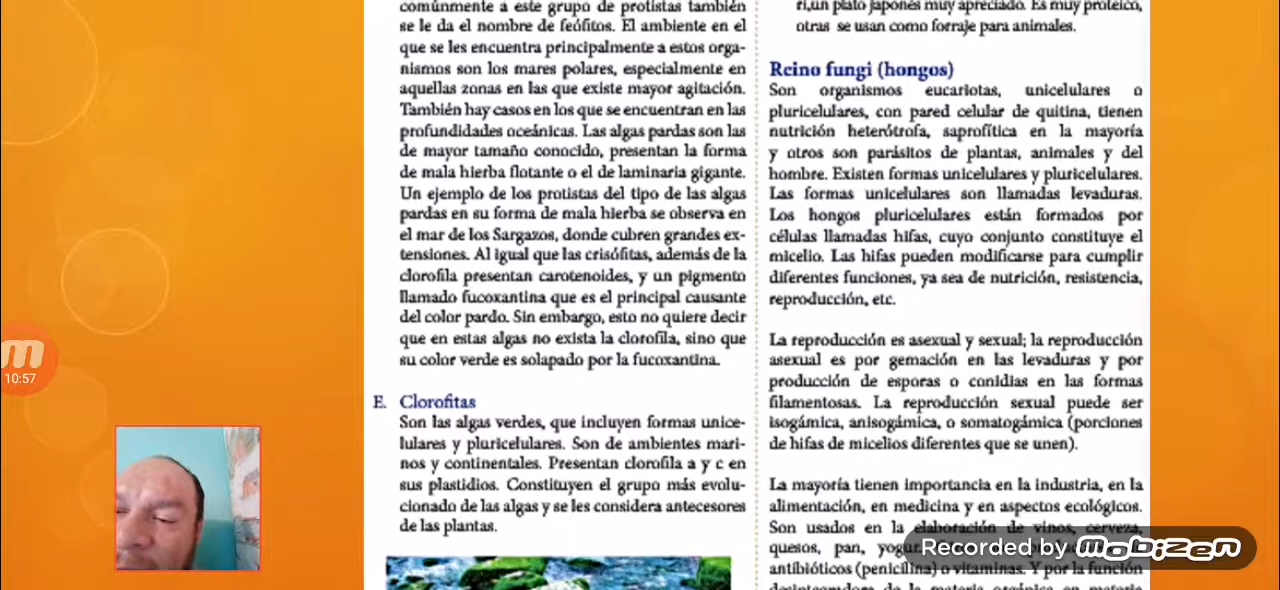 comúnmente a este grupo de protistas también
se le da el nombre de feófitos. El ambiente en el
que se les encuentra principalmente a estos orga-
nismos son los mares polares, especialmente en
aquellas zonas en las que existe mayor agitación.
También hay casos en los que se encuentran en las
profundidades oceánicas. Las algas pardas son las
de mayor tamaño conocido, presentan la forma
de mala hierba flotante o el de laminaria gigante.
Un ejemplo de los protistas del tipo de las algas
pardas en su forma de mala hierba se observa en
el mar de los Sargazos, donde cubren grandes ex-
tensiones. Al igual que las crisófitas, además de la
clorofila presentan carotenoides, y un pigmento
llamado fucoxantina que es el principal causante
del color pardo. Sin embargo, esto no quiere decir
que en estas algas no exista la clorofila, sino que
su color verde es solapado por la fucoxantina.
E. Clorofitas
Son las algas verdes, que incluyen formas unice-
lulares y pluricelulares. Son de ambientes mari-
nos y continentales. Presentan clorofila a y c en
sus plastidios. Constituyen el grupo más evolu-
cionado de las algas y se les considera antecesores
de las plantas.
ri,un plato japonés muy apreciado. Es muy proteico,
otras se usan como forraje para animales.
Reino fungi (hongos)
Son organismos eucariotas, unicelulares o
pluricelulares, con pared celular de quitina, tienen
nutrición heterótrofa, saprofítica en la mayoría
y otros son parásitos de plantas, animales y del
hombre. Existen formas unicelulares y pluricelulares.
Las formas unicelulares son llamadas levaduras.
Los hongos pluricelulares están formados por
células llamadas hifas, cuyo conjunto constituye el
micelio. Las hifas pueden modificarse para cumplir
diferentes funciones, ya sea de nutrición, resistencia,
reproducción, etc.
La reproducción es asexual y sexual; la reproducción
asexual es por gemación en las levaduras y por
producción de esporas o conidias en las formas
filamentosas. La reproducción sexual puede ser
isogámica, anisogámica, o somatogámica (porciones
de hifas de micelios diferentes que se unen).
La mayoría tienen importancia en la industria, en la
alimentación, en medicina y en aspectos ecológicos.
Son usados en la elaboración de vinos, cerveza,
quesos, pan, yogur.
antibióticos (penicilina) o vitaminas. Y por la función
desintegradora de la materia orgánica en materia
10:57
Recorded by mobizen